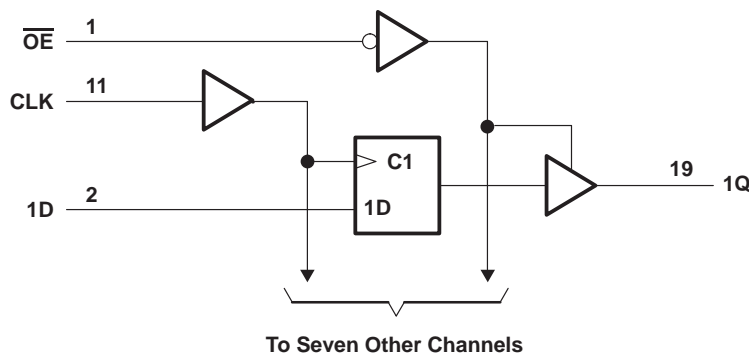 OE 1
CLK 11
C1
1D 2 1D
19 1Q
To Seven Other Channels